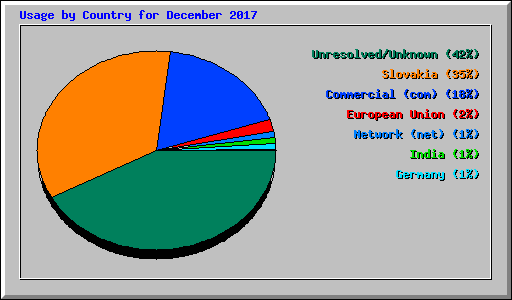 Usage by Country for December 2017
Unresolved/Unknown (42%)
Slovakia (35%)
Commercial (com) (18%)
European Union (2%)
Network (net) (1%)
India (1%)
Germany (1%)